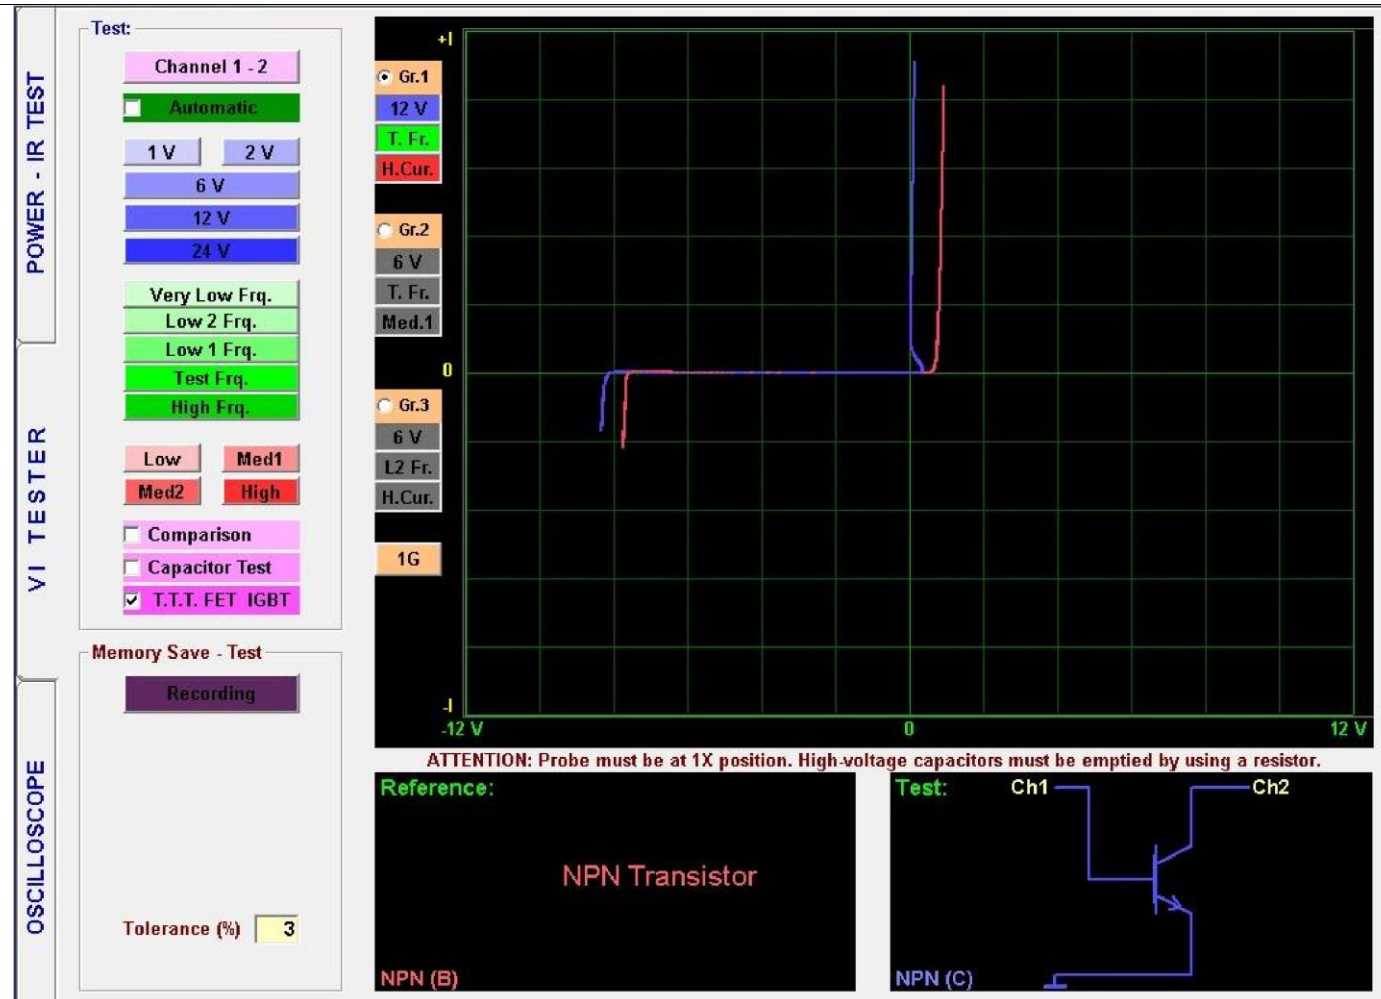 POWER - IR TEST
VI TESTER
OSCILLOSCOPE
Test:
Channel 1 - 2
Automatic
1 V
2 V
6 V
12 V
24 V
Very Low Frq.
Low 2 Frq.
Low 1 Frq.
Test Frq.
High Frq.
Low
Med1
Med2
High
Comparison
Capacitor Test
T.T.T. FET IGBT
Memory Save - Test
Recording
Tolerance (%) 3
+I
Gr.1
12 V
T. Fr.
H.Cur.
Gr.2
6 V
T. Fr.
Med.1
0
Gr.3
6 V
L2 Fr.
H.Cur.
1G
-I
-12 V 0 12 V
ATTENTION: Probe must be at 1X position. High-voltage capacitors must be emptied by using a resistor.
Reference:
NPN Transistor
NPN (B)
Test: Ch1 Ch2
NPN (C)